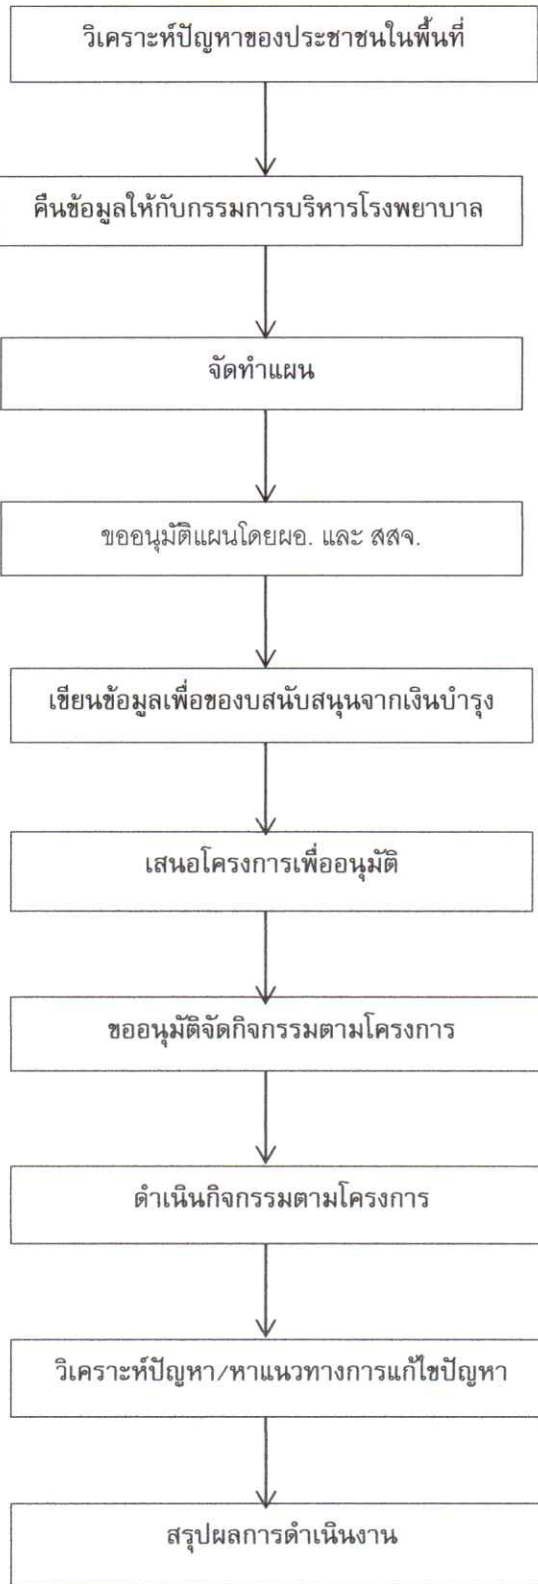 วิเคราะห์ปัญหาของประชาชนในพื้นที่
คืนข้อมูลให้กับกรรมการบริหารโรงพยาบาล
จัดทำแผน
ขออนุมัติแผนโดยผอ. และ สสจ.
เขียนข้อมูลเพื่อของบสนับสนุนจากเงินบำรุง
เสนอโครงการเพื่ออนุมัติ
ขออนุมัติจัดกิจกรรมตามโครงการ
ดำเนินกิจกรรมตามโครงการ
วิเคราะห์ปัญหา/หาแนวทางการแก้ไขปัญหา
สรุปผลการดำเนินงาน